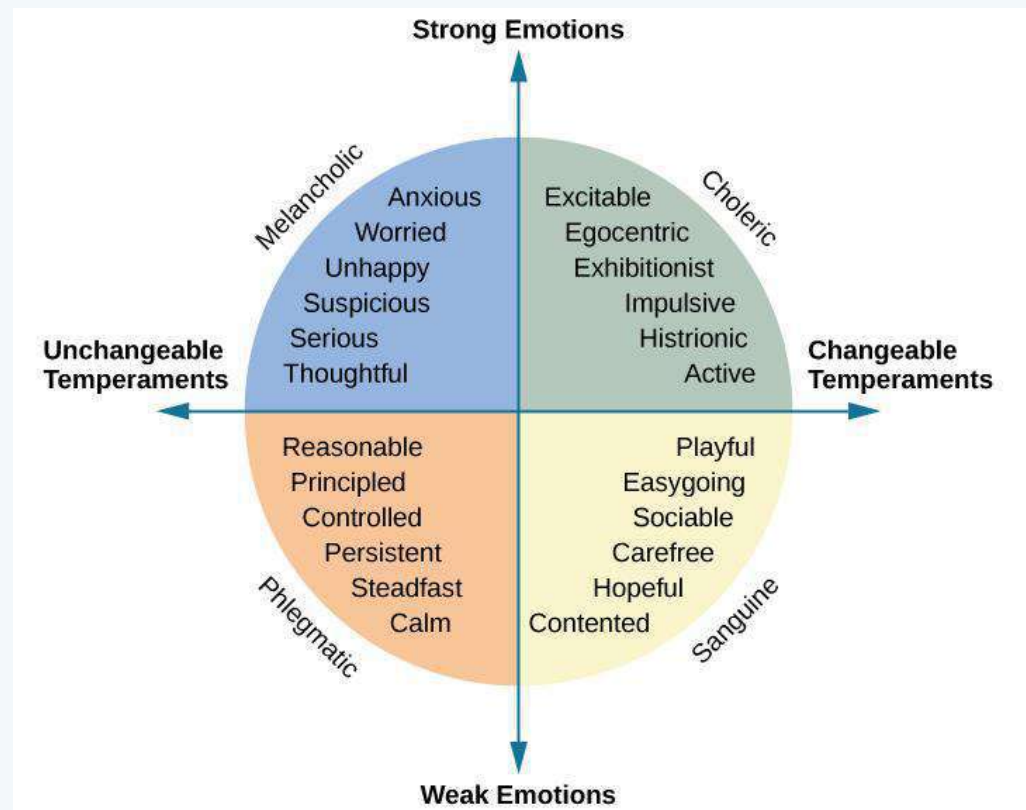 Strong Emotions
Melancholic
Anxious
Worried
Unhappy
Suspicious
Serious
Thoughtful
Choleric
Excitable
Egocentric
Exhibitionist
Impulsive
Histrionic
Active
Unchangeable
Temperaments
Changeable
Temperaments
Phlegmatic
Reasonable
Principled
Controlled
Persistent
Steadfast
Calm
Sanguine
Playful
Easygoing
Sociable
Carefree
Hopeful
Contented
Weak Emotions